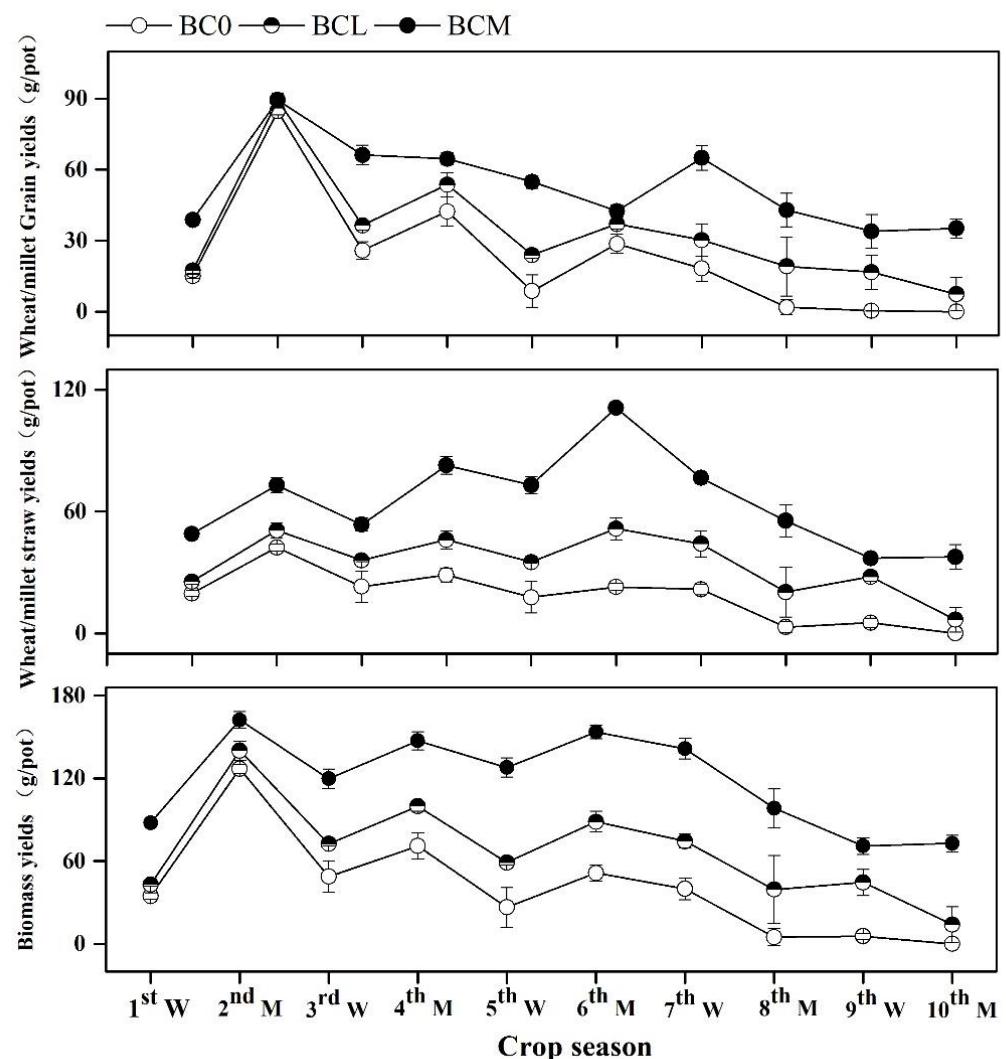 BC0 BCL BCM
Wheat/millet Grain yields（g/pot）
90
60
30
0
Wheat/millet straw yields（g/pot）
120
60
0
Biomass yields （g/pot）
180
120
60
0
1st W 2nd M 3rd W 4th M 5th W 6th M 7th W 8th M 9th W 10th M
Crop season